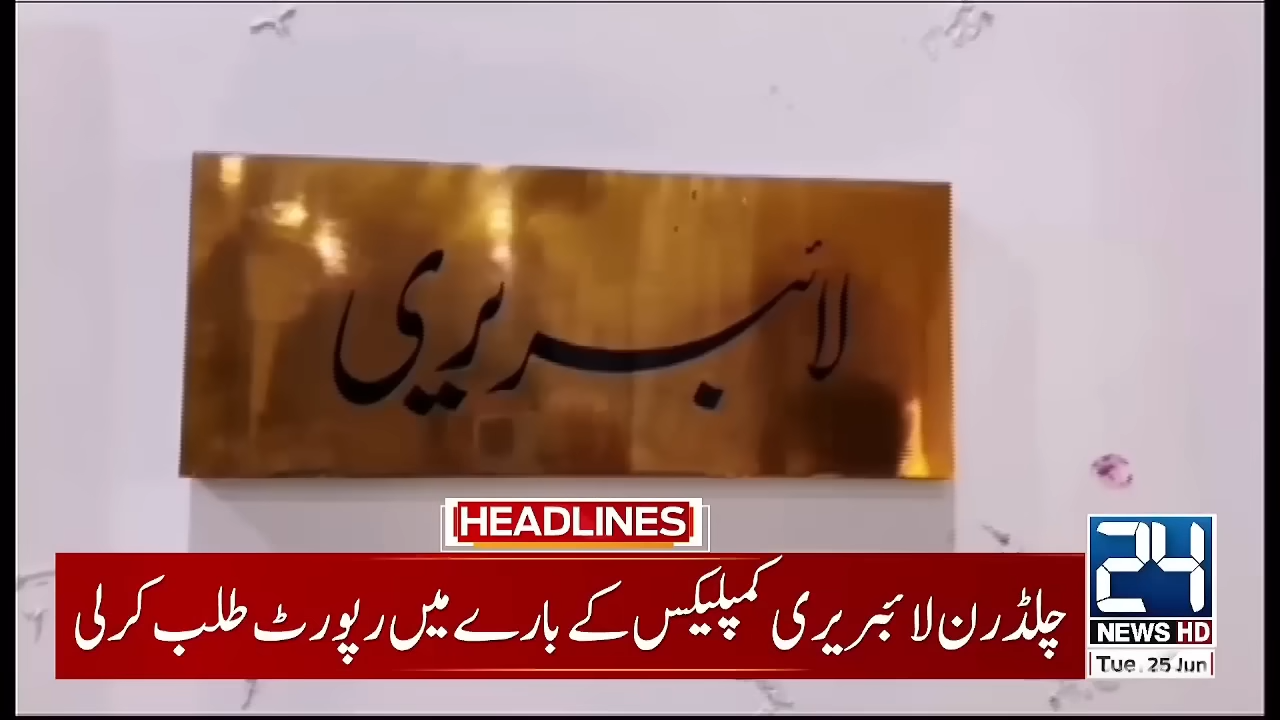 لائبریری
HEADLINES
چلڈرن لائبریری کمپلیکس کے بارے میں رپورٹ طلب کرلی
24
NEWS HD
Tue 25 Jun